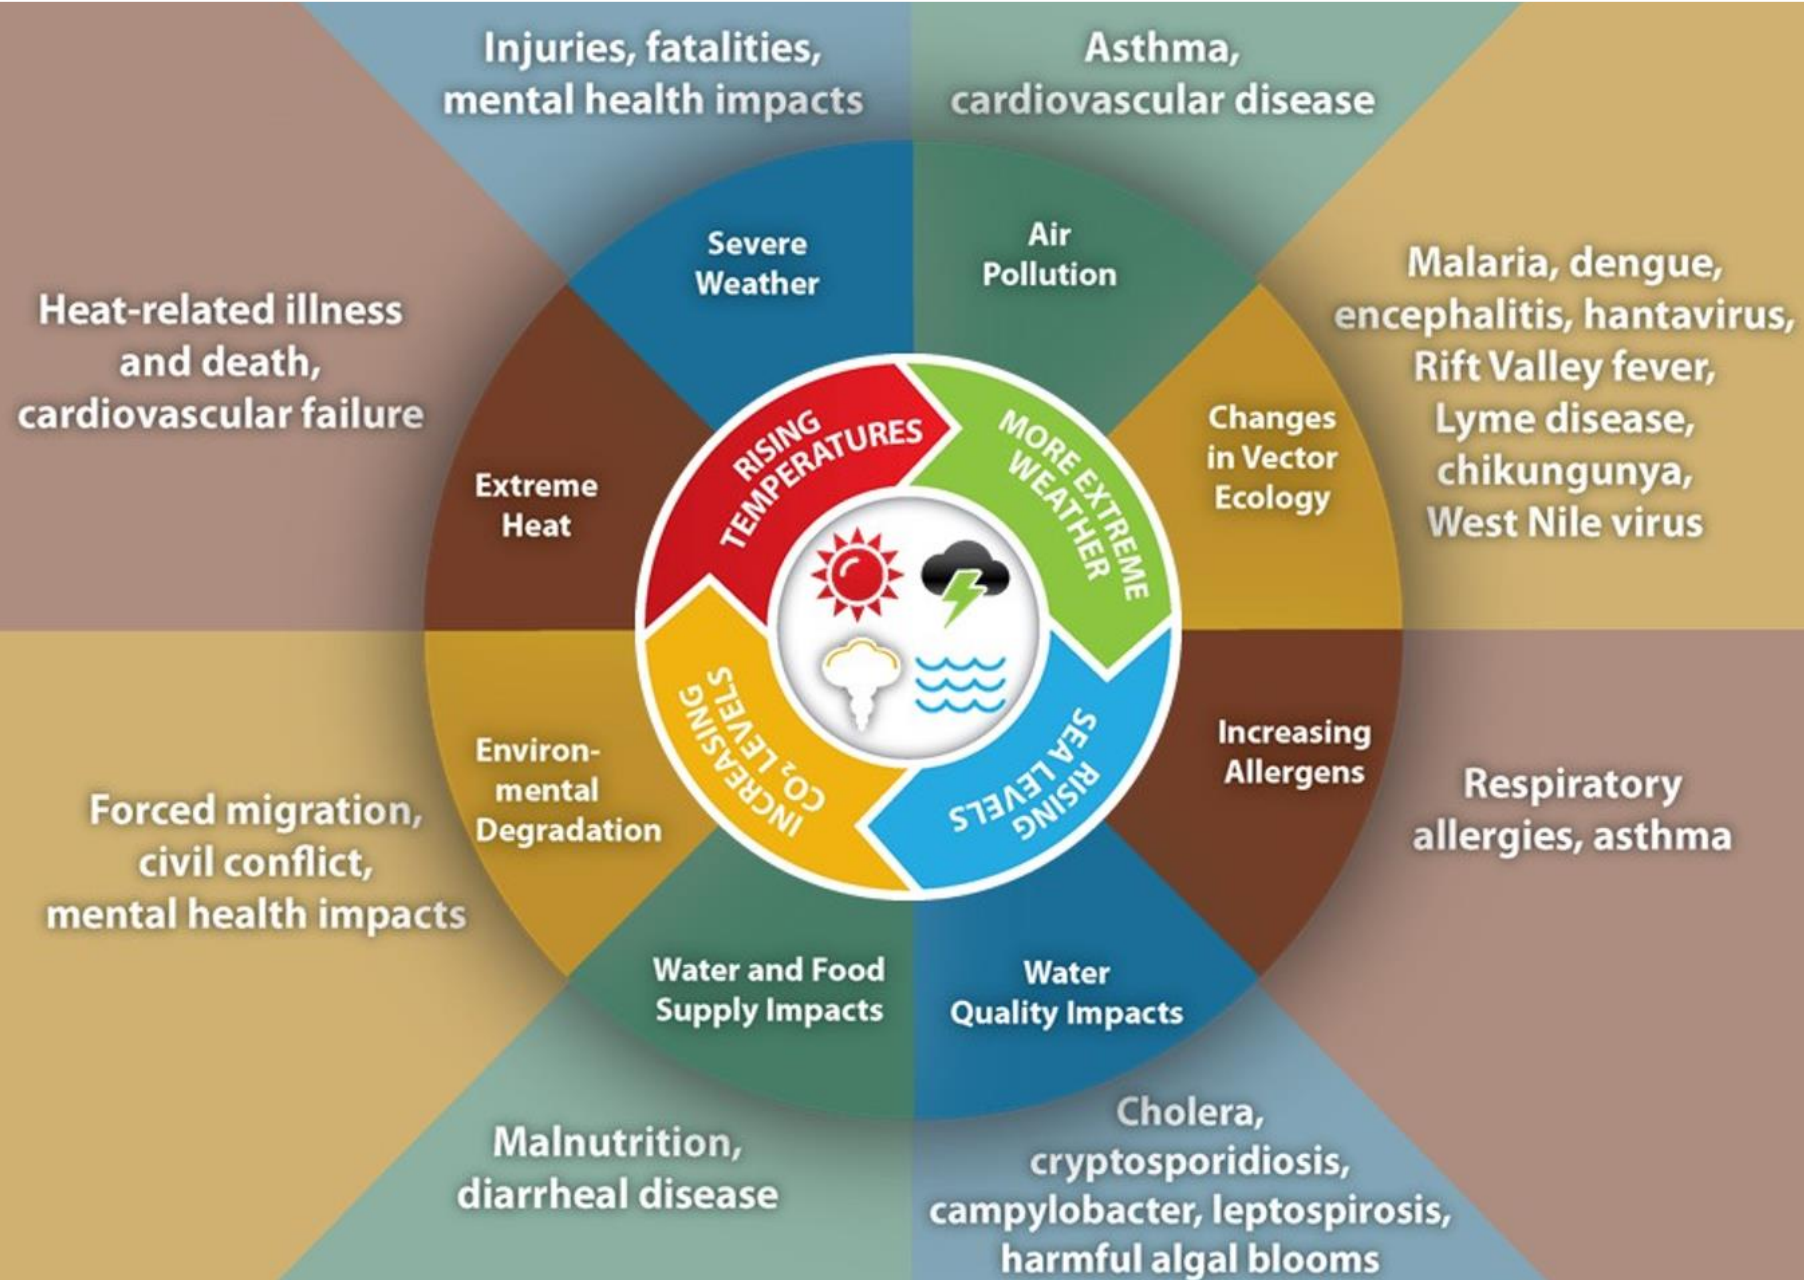 Injuries, fatalities,
mental health impacts
Asthma,
cardiovascular disease
Severe
Weather
Air
Pollution
Malaria, dengue,
encephalitis, hantavirus,
Rift Valley fever,
Lyme disease,
chikungunya,
West Nile virus
Heat-related illness
and death,
cardiovascular failure
Changes
in Vector
Ecology
Extreme
Heat
RISING
TEMPERATURES
MORE EXTREME
WEATHER
RISING
SEA LEVELS
INCREASING
CO₂ LEVELS
Increasing
Allergens
Environ-
mental
Degradation
Respiratory
allergies, asthma
Forced migration,
civil conflict,
mental health impacts
Water and Food
Supply Impacts
Water
Quality Impacts
Malnutrition,
diarrheal disease
Cholera,
cryptosporidiosis,
campylobacter, leptospirosis,
harmful algal blooms